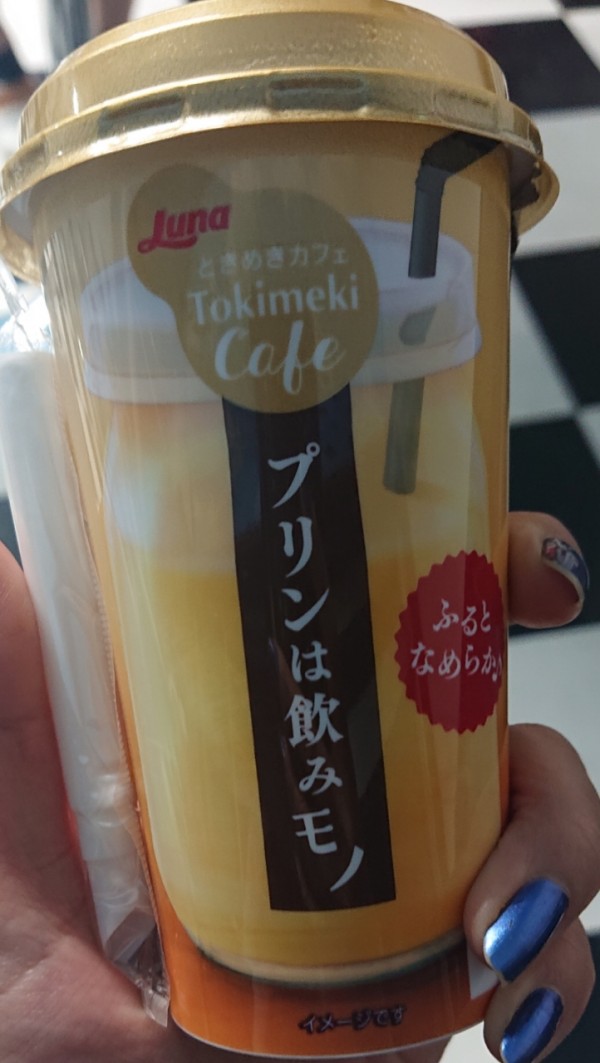 Luna
ときめきカフェ
Tokimeki
Cafe
プリンは飲みモノ
ふると
なめらか♪
イメージです